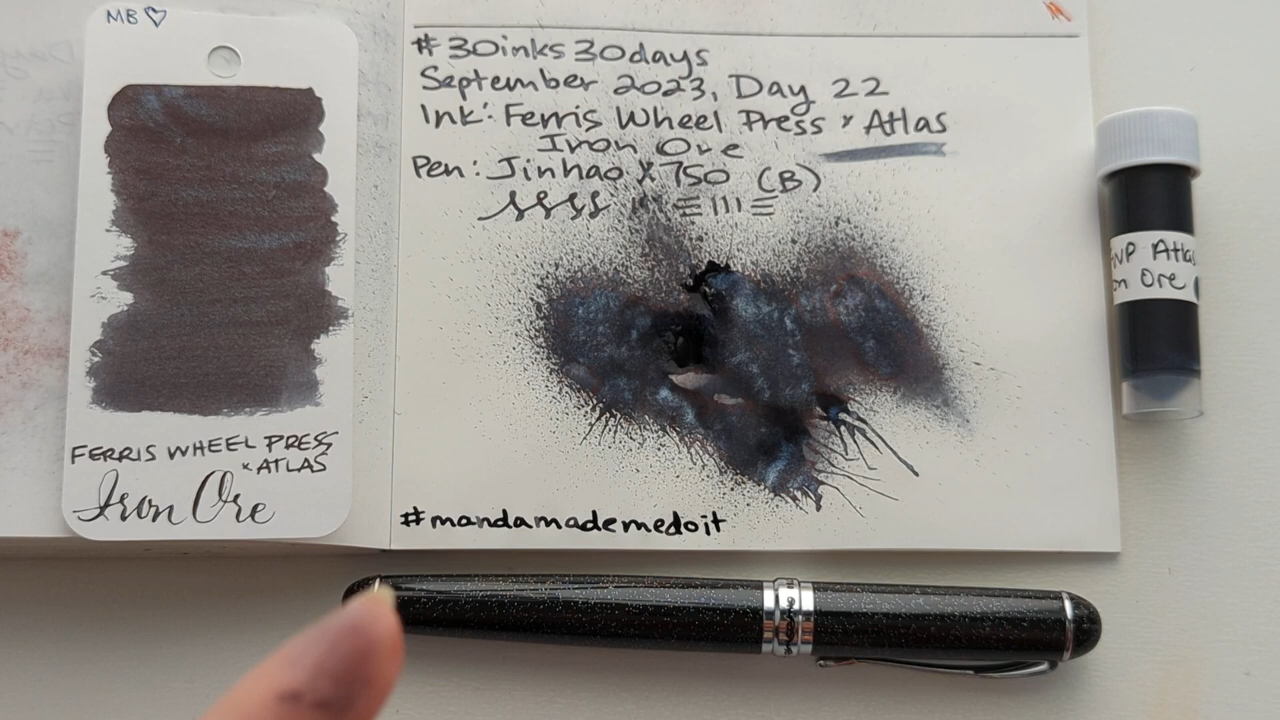 MB♡
FERRIS WHEEL PRESS
x ATLAS
Iron Ore
#30inks30days
September 2023, Day 22
Ink: Ferris Wheel Press x Atlas
Iron Ore
Pen: Jinhao X750 (B)
#mandamademedoit
FWP Atlas
Ore